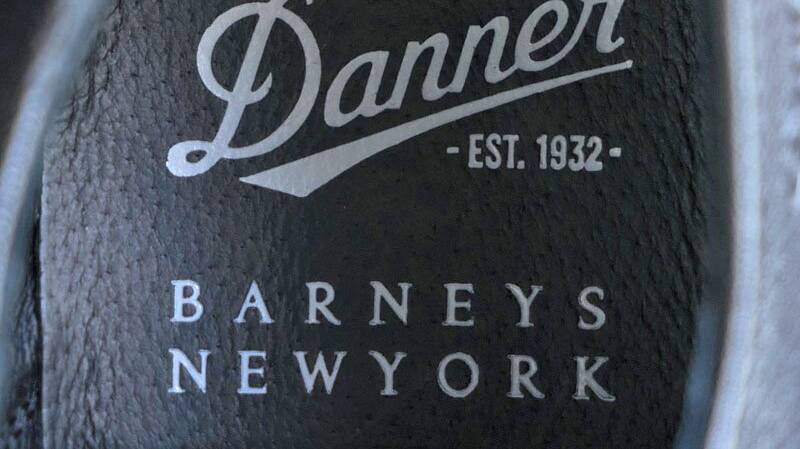 Danner
- EST. 1932 -
BARNEYS
NEWYORK